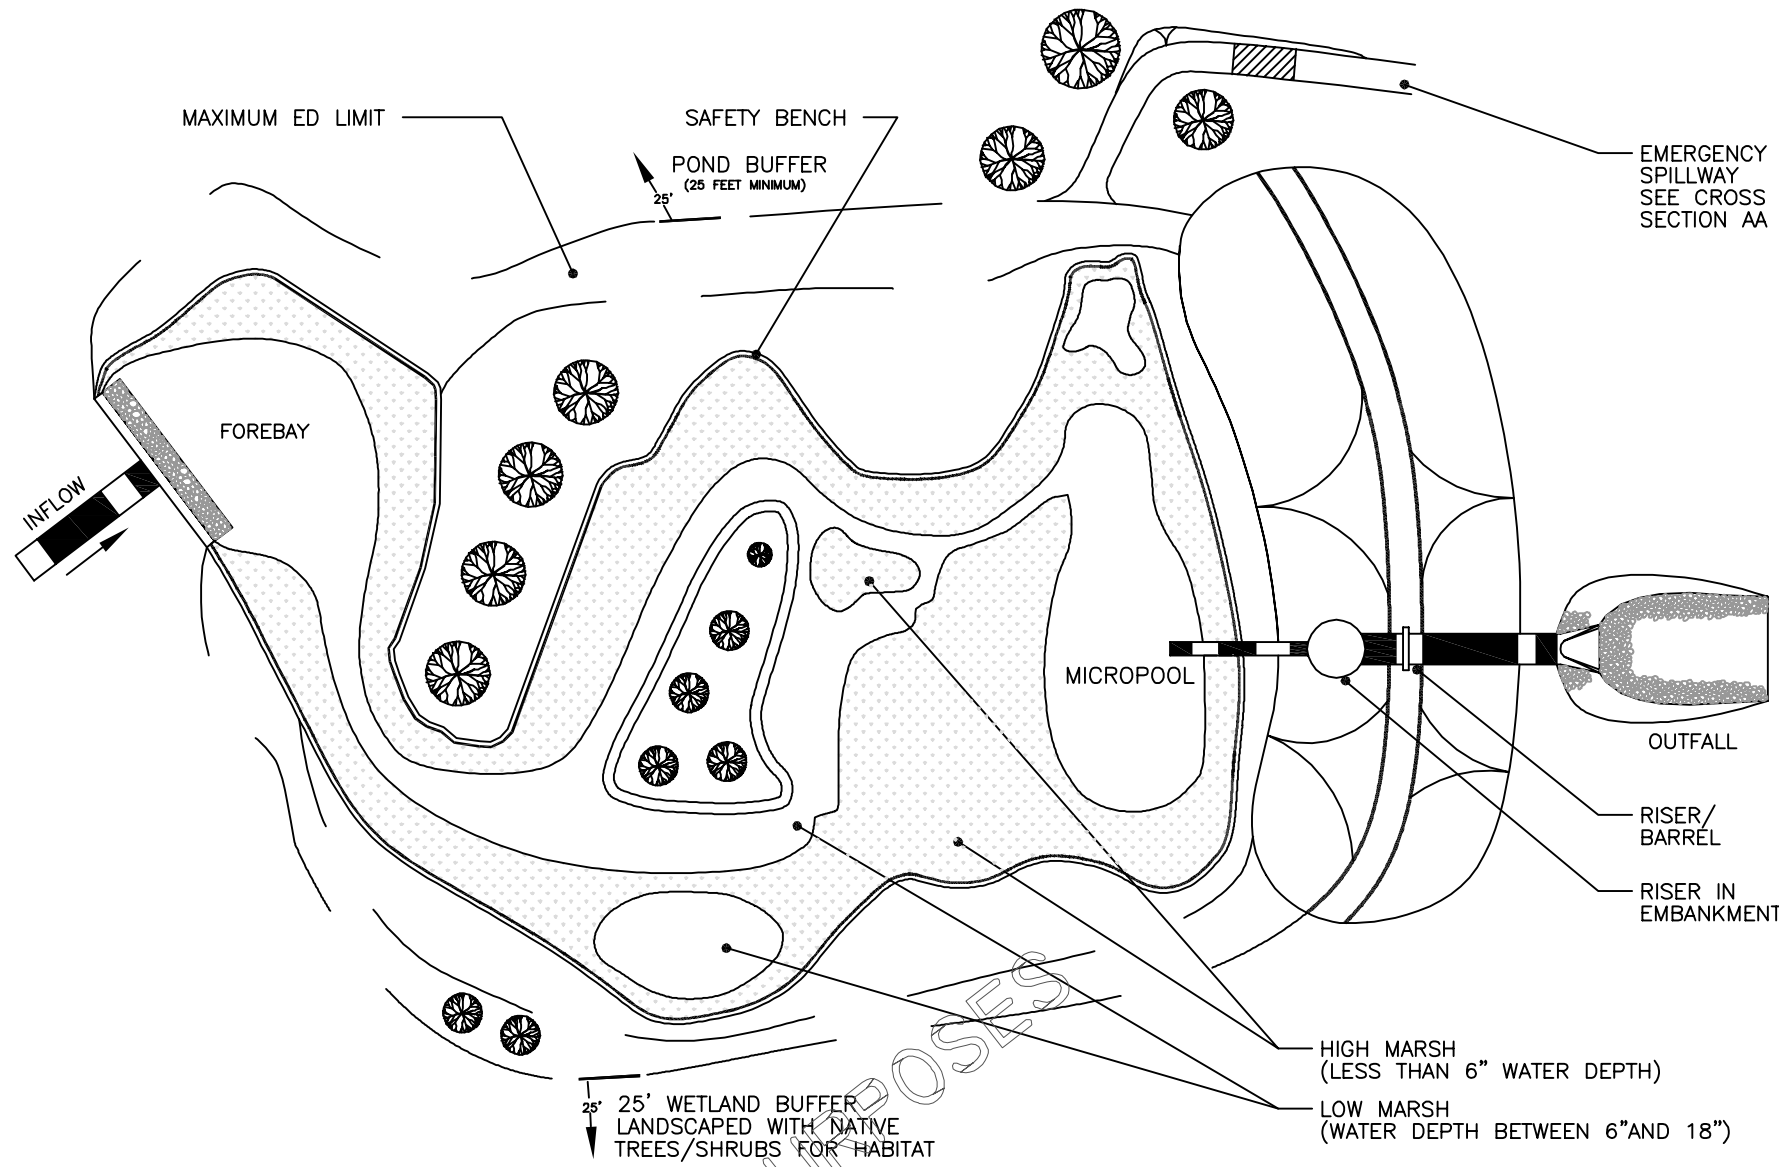 MAXIMUM ED LIMIT
SAFETY BENCH
POND BUFFER
(25 FEET MINIMUM)
25'
EMERGENCY
SPILLWAY
SEE CROSS
SECTION AA
FOREBAY
INFLOW
MICROPOOL
OUTFALL
RISER/
BARREL
RISER IN
EMBANKMENT
HIGH MARSH
(LESS THAN 6" WATER DEPTH)
LOW MARSH
(WATER DEPTH BETWEEN 6"AND 18")
25'
25' WETLAND BUFFER
LANDSCAPED WITH NATIVE
TREES/SHRUBS FOR HABITAT
URPOSES